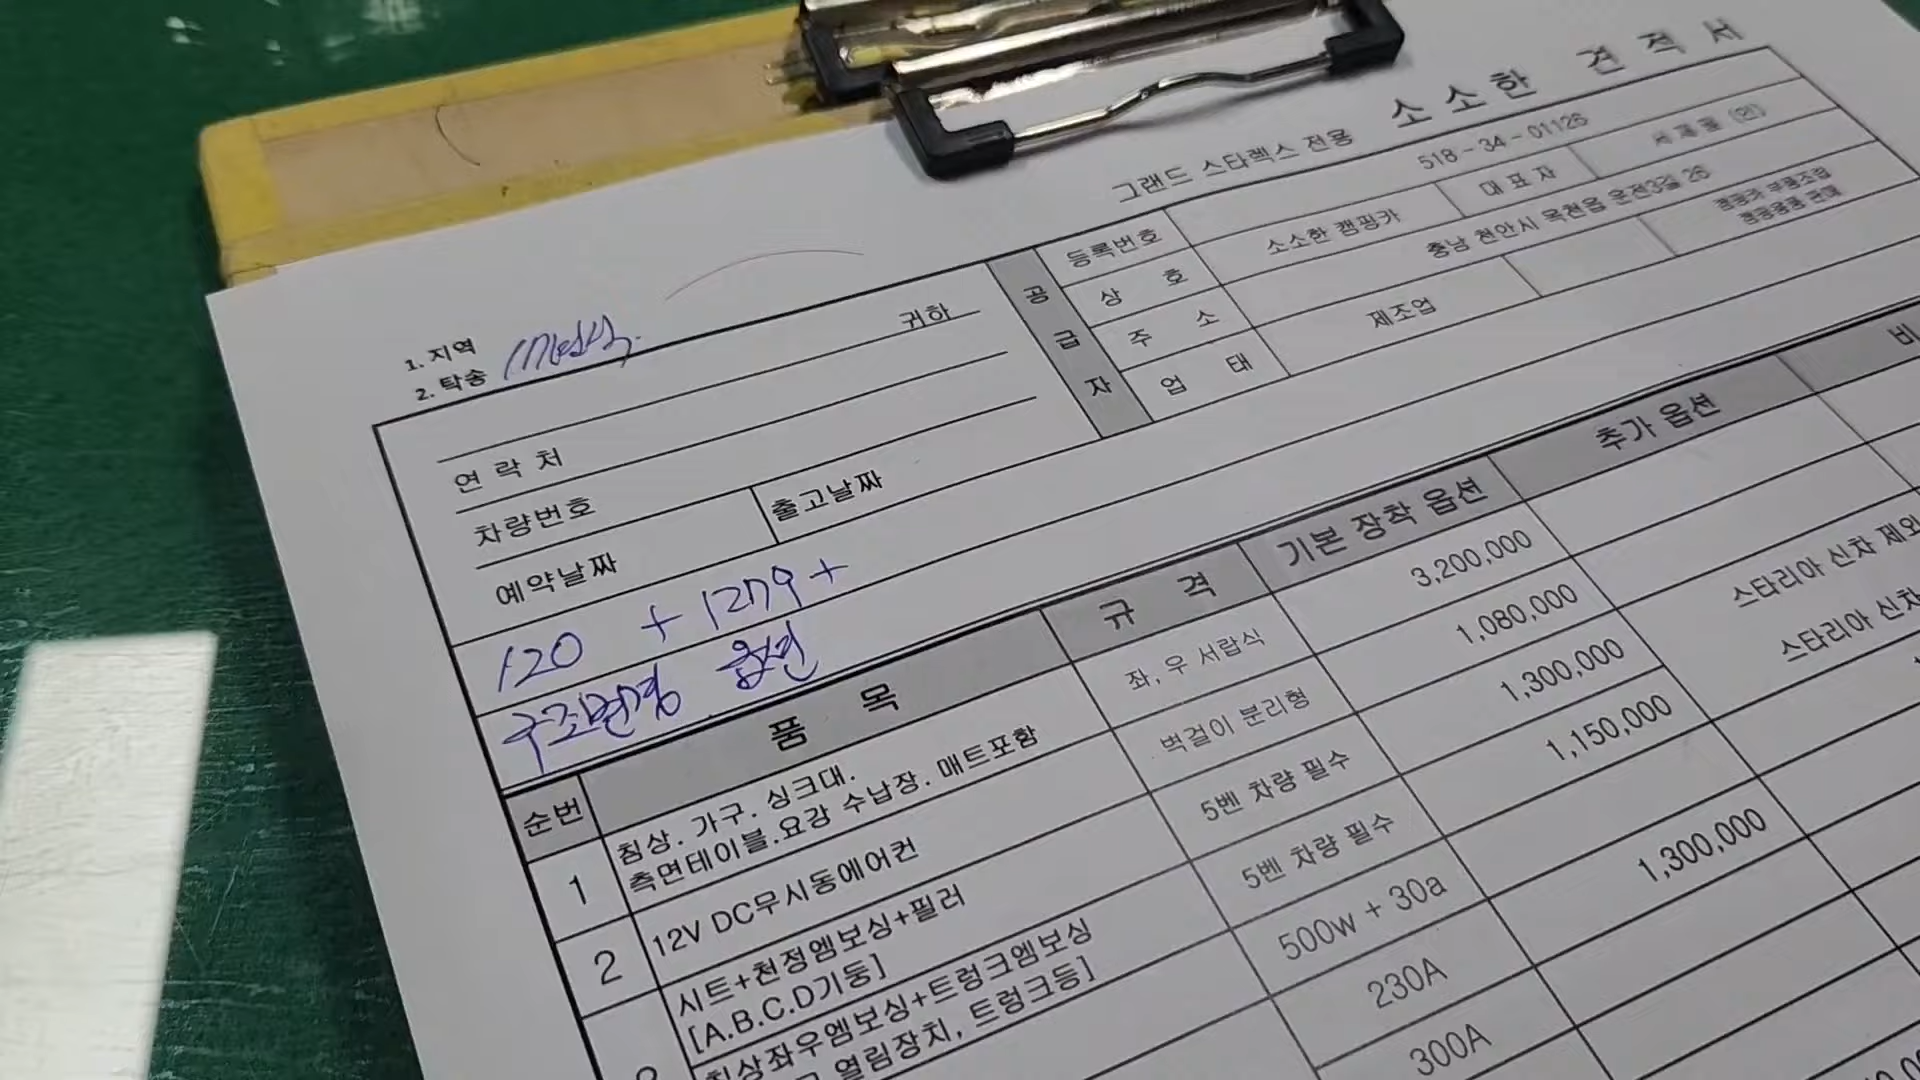 그랜드 스타렉스 전용 소소한 견적서
1. 지역
2. 탁송
귀하
연락처
차량번호
예약날짜
출고날짜
공급자
등록번호 518-34-01126
상호 소소한 캠핑카 대표자
주소 충남 천안시 목천읍 운전3길 26
업태 제조업
120 + 1279 +
구조변경 옵션
순번 품목 규격 기본 장착 옵션 추가 옵션 비
1 침상. 가구. 싱크대.
측면테이블.요강 수납장. 매트포함
좌, 우 서랍식 3,200,000
2 12V DC무시동에어컨 벽걸이 분리형 1,080,000
시트+천정엠보싱+필러
[A.B.C.D기둥]
5벤 차량 필수 1,300,000 스타리아 신차 제외
침상좌우엠보싱+트렁크엠보싱
열림장치, 트렁크등]
5벤 차량 필수 1,150,000 스타리아 신차
500w + 30a
230A 1,300,000
300A